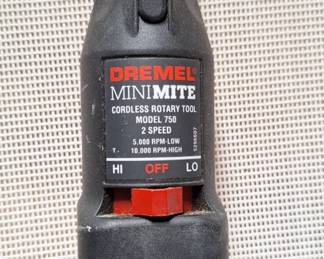 DREMEL
MINIMITE
CORDLESS ROTARY TOOL
MODEL 750
2 SPEED
5,000 RPM-LOW
T - 10,000 RPM-HIGH
HI OFF LO